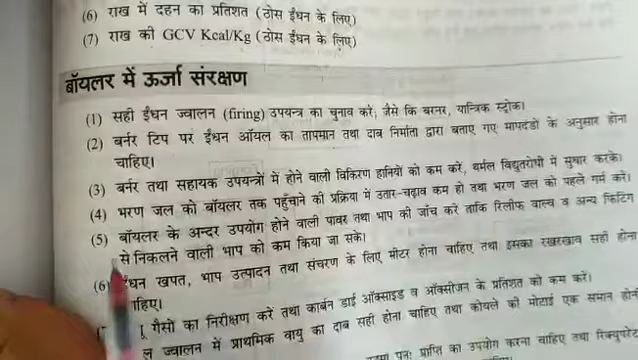 (6) राख में दहन का प्रतिशत (ठोस ईंधन के लिए)
(7) राख की GCV Kcal/Kg (ठोस ईंधन के लिए)
बॉयलर में ऊर्जा संरक्षण
(1) सही ईंधन ज्वालन (firing) उपयन्त्र का चुनाव करें, जैसे कि बरनर, यान्त्रिक स्ट्रोक।
(2) बर्नर टिप पर ईंधन ऑयल का तापमान तथा दाब निर्माता द्वारा बताए गए मापदंडों के अनुसार होना
चाहिए।
(3) बर्नर तथा सहायक उपयन्त्रों में होने वाली विकिरण हानियों को कम करें, थर्मल विद्युतरोधी में सुधार करके।
(4) भरण जल को बॉयलर तक पहुँचाने की प्रक्रिया में उतार-चढ़ाव कम हो तथा भरण जल को पहले गर्म करें।
(5) बॉयलर के अन्दर उपयोग होने वाली पावर तथा भाप की जाँच करें ताकि रिलीफ वाल्व व अन्य फिटिंग
से निकलने वाली भाप को कम किया जा सके।
(6) ईंधन खपत, भाप उत्पादन तथा संचरण के लिए मीटर होना चाहिए तथा इसका रखरखाव सही होना
चाहिए।
गैसों का निरीक्षण करें तथा कार्बन डाई ऑक्साइड व ऑक्सीजन के प्रतिशत को कम करें।
ज्वालन में प्राथमिक वायु का दाब सही होना चाहिए तथा कोयले की मोटाई एक समान होनी
प्राप्ति का उपयोग करना चाहिए तथा